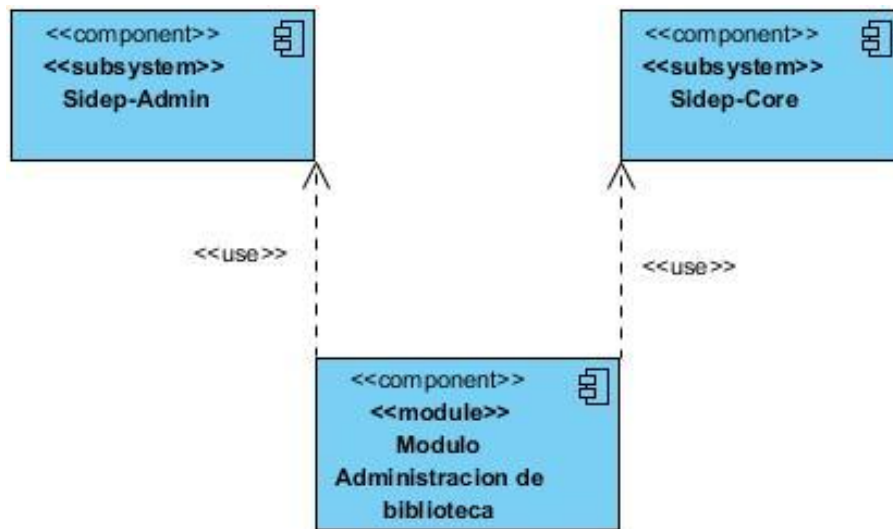 <<component>>
<<subsystem>>
Sidep-Admin
<<component>>
<<subsystem>>
Sidep-Core
<<use>>
<<use>>
<<component>>
<<module>>
Modulo
Administracion de
biblioteca